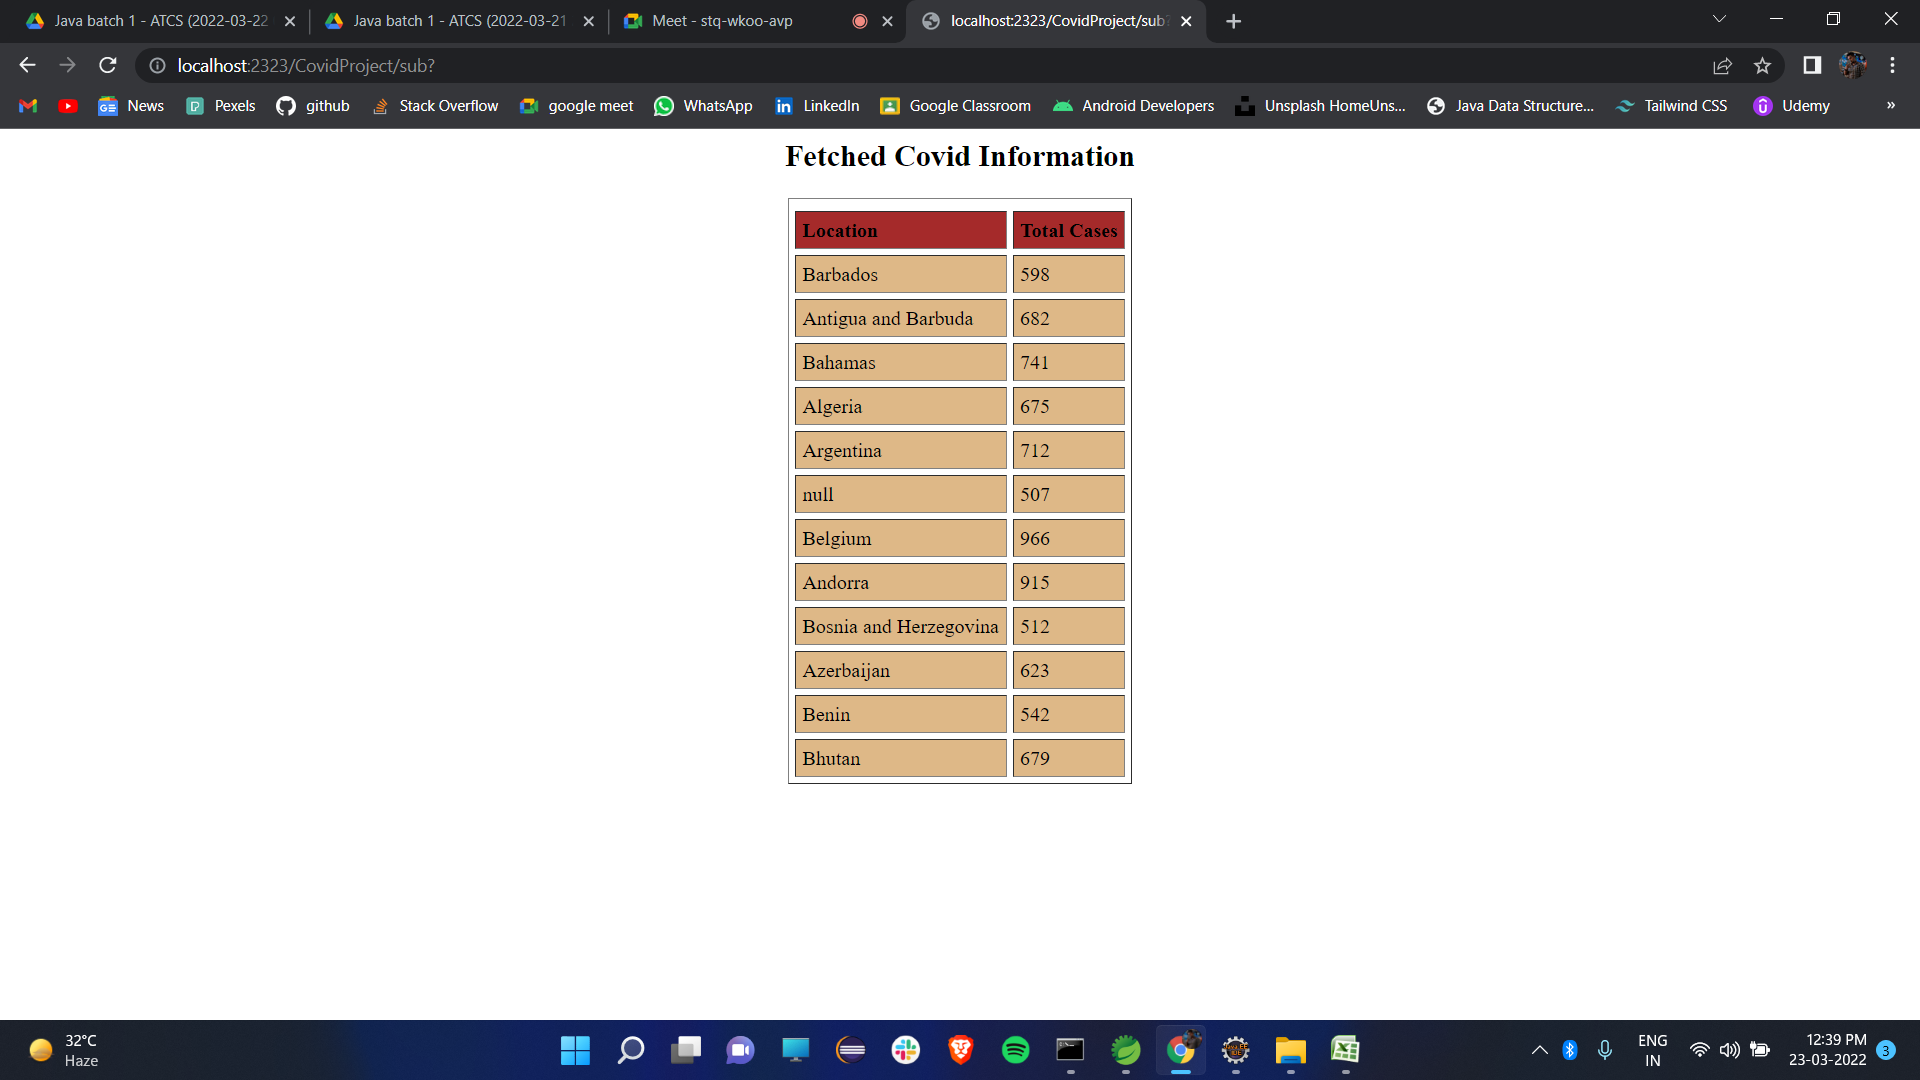 Java batch 1 - ATCS (2022-03-22
Java batch 1 - ATCS (2022-03-21
Meet - stq-wkoo-avp
localhost:2323/CovidProject/sub?
localhost:2323/CovidProject/sub?
News
Pexels
github
Stack Overflow
google meet
WhatsApp
LinkedIn
Google Classroom
Android Developers
Unsplash HomeUns...
Java Data Structure...
Tailwind CSS
Udemy
»
Fetched Covid Information
Location Total Cases
Barbados 598
Antigua and Barbuda 682
Bahamas 741
Algeria 675
Argentina 712
null 507
Belgium 966
Andorra 915
Bosnia and Herzegovina 512
Azerbaijan 623
Benin 542
Bhutan 679
32°C
Haze
ENG
IN
12:39 PM
23-03-2022
3